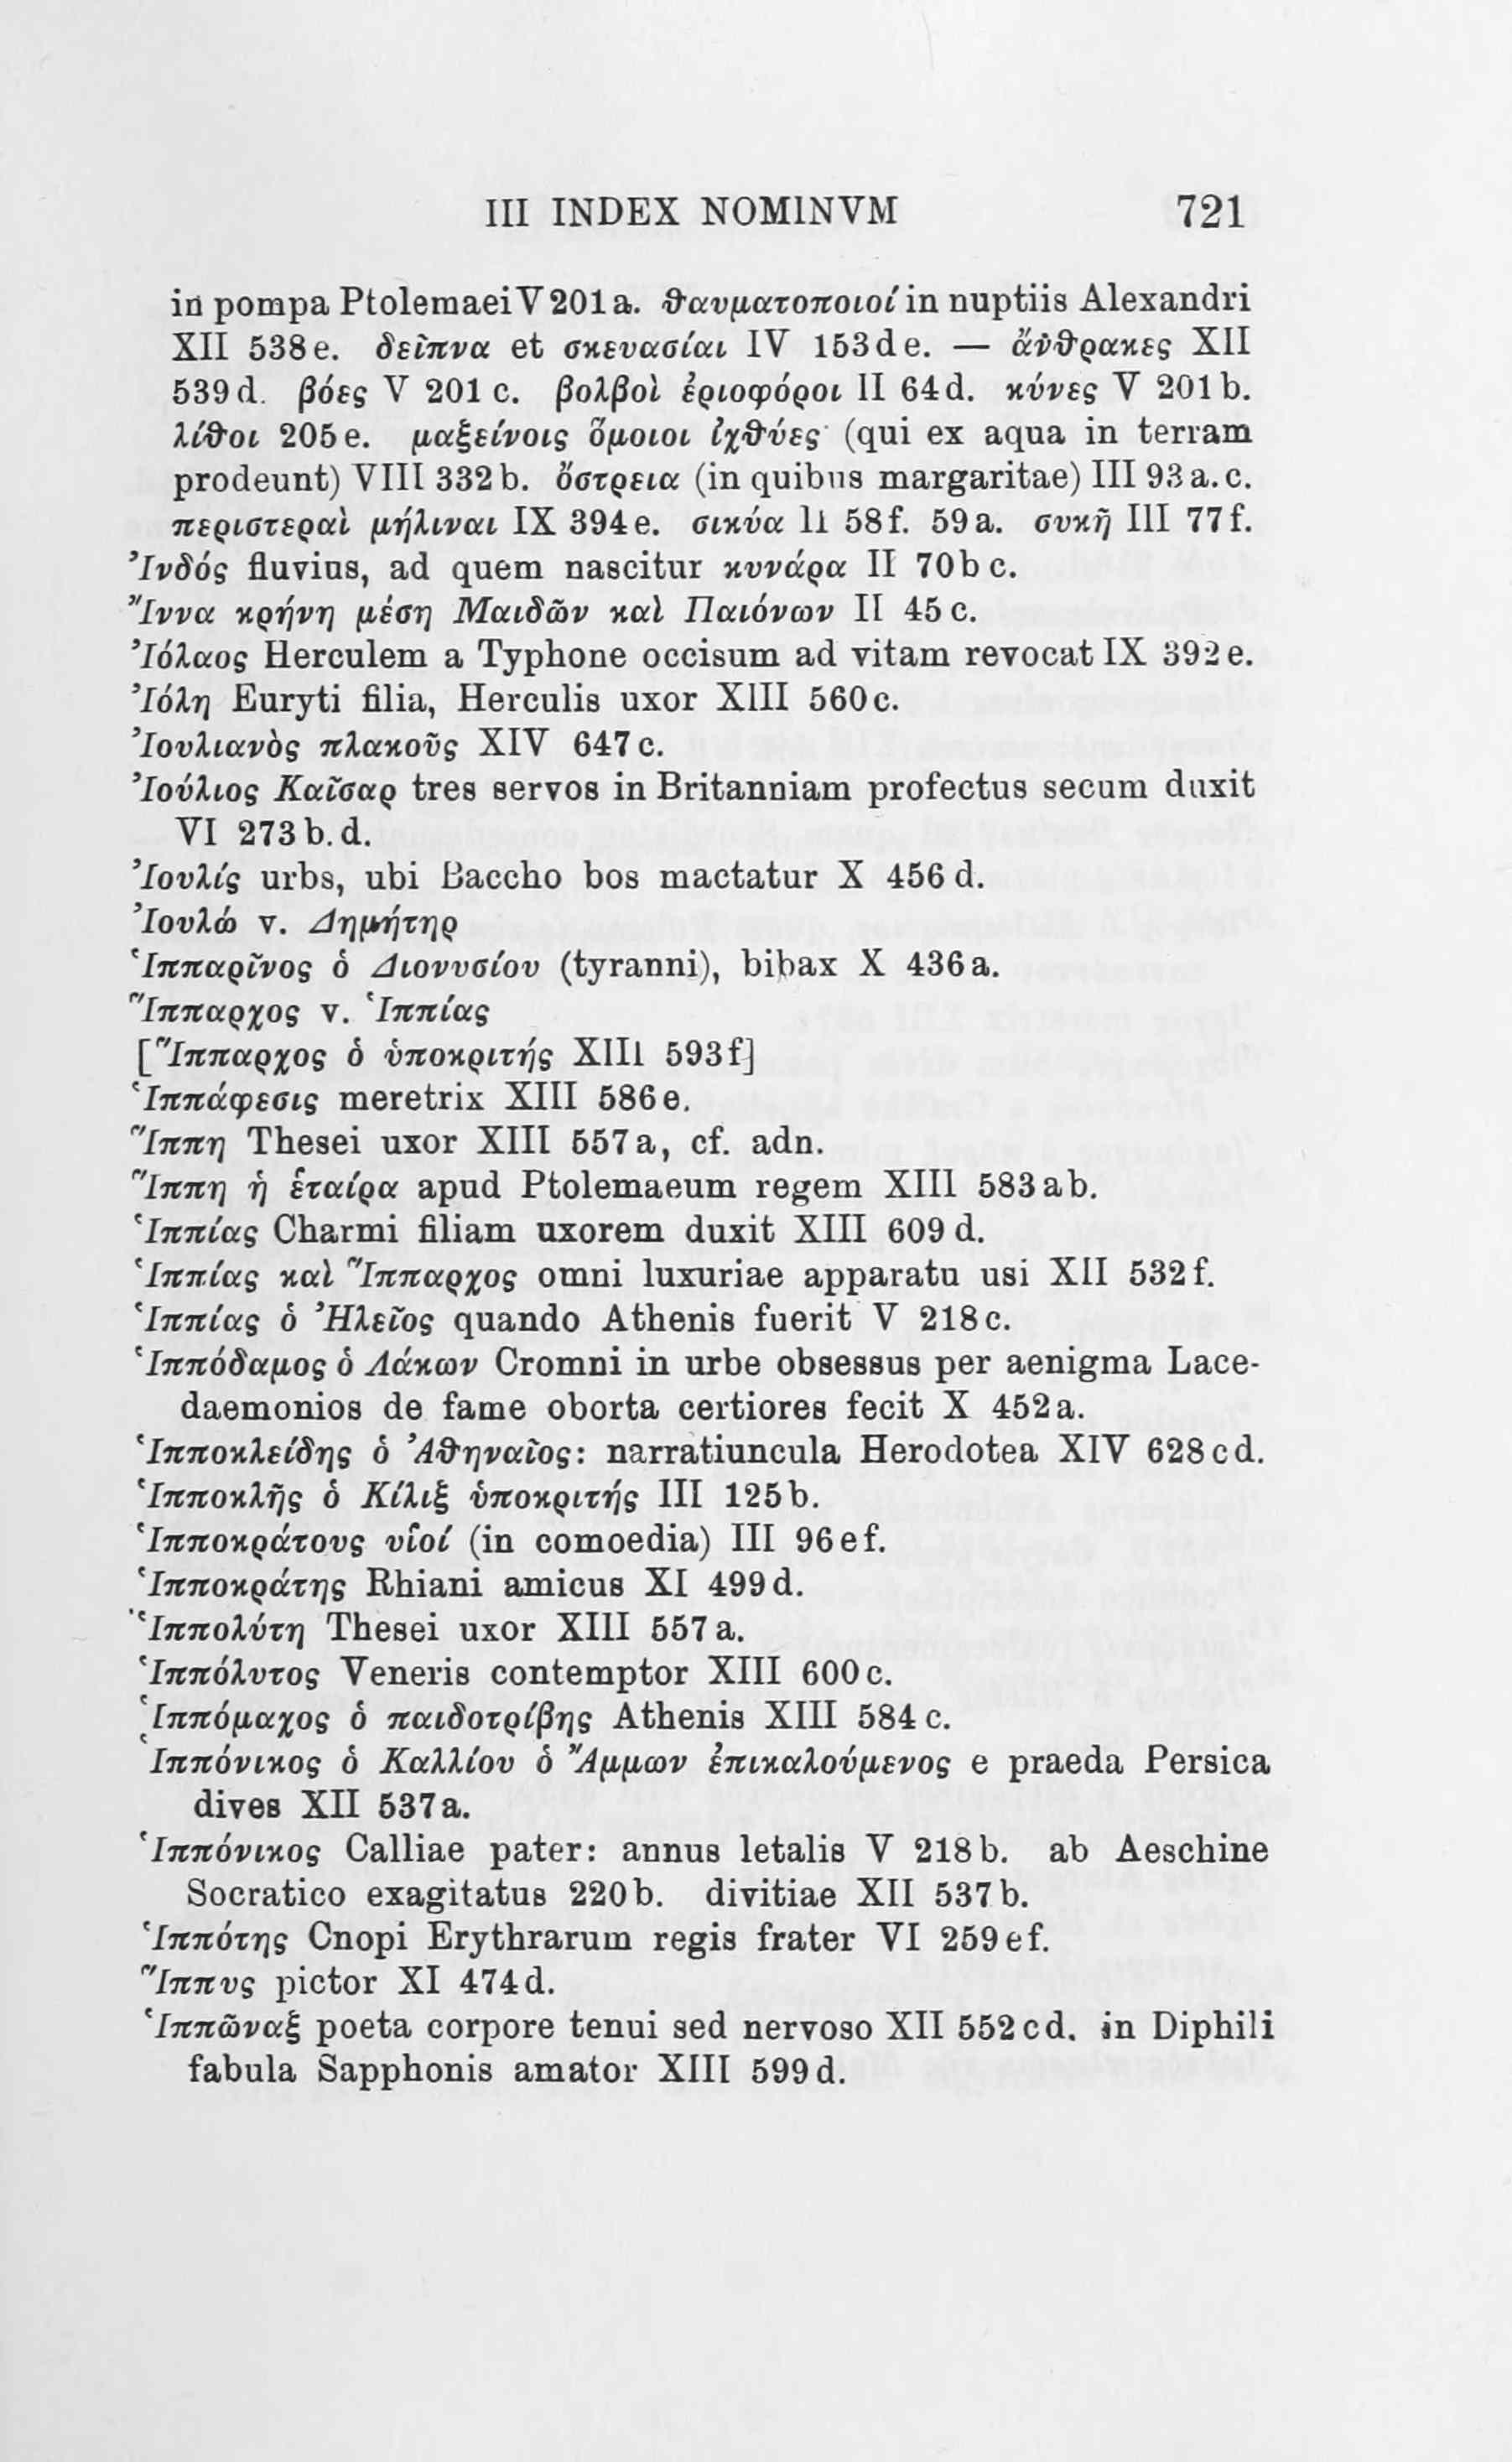 III INDEX NOMINVM 721
in pompa Ptolemaei V 201 a. θαυματοποιοί in nuptiis Alexandri
XII 538 e. δεῖπνα et σκευασίαι IV 153 d e. — ἄνθρακες XII
539 d. βόες V 201 c. βολβοὶ ἐριοφόροι II 64 d. κύνες V 201 b.
λίθοι 205 e. μαξείνοις ὅμοιοι ἰχθύες (qui ex aqua in terram
prodeunt) VIII 332 b. ὄστρεια (in quibus margaritae) III 93 a. c.
περιστεραὶ μήλιναι IX 394 e. σικύα II 58 f. 59 a. συκῆ III 77 f.
Ἰνδός fluvius, ad quem nascitur κυνάρα II 70 b c.
Ἴννα κρήνη μέση Μαιδῶν καὶ Παιόνων II 45 c.
Ἰόλαος Herculem a Typhone occisum ad vitam revocat IX 392 e.
Ἰόλη Euryti filia, Herculis uxor XIII 560 c.
Ἰουλιανὸς πλακοῦς XIV 647 c.
Ἰούλιος Καῖσαρ tres servos in Britanniam profectus secum duxit
VI 273 b. d.
Ἰουλίς urbs, ubi Baccho bos mactatur X 456 d.
Ἰουλώ v. Δημήτηρ
Ἱππαρῖνος ὁ Διονυσίου (tyranni), bibax X 436 a.
Ἵππαρχος v. Ἱππίας
[Ἵππαρχος ὁ ὑποκριτής XIII 593 f]
Ἱππάφεσις meretrix XIII 586 e.
Ἵππη Thesei uxor XIII 557 a, cf. adn.
Ἵππη ἡ ἑταίρα apud Ptolemaeum regem XIII 583 a b.
Ἱππίας Charmi filiam uxorem duxit XIII 609 d.
Ἱππίας καὶ Ἵππαρχος omni luxuriae apparatu usi XII 532 f.
Ἱππίας ὁ Ἠλεῖος quando Athenis fuerit V 218 c.
Ἱππόδαμος ὁ Λάκων Cromni in urbe obsessus per aenigma Lace-
daemonios de fame oborta certiores fecit X 452 a.
Ἱπποκλείδης ὁ Ἀθηναῖος: narratiuncula Herodotea XIV 628 c d.
Ἱπποκλῆς ὁ Κίλιξ ὑποκριτής III 125 b.
Ἱπποκράτους υἱοί (in comoedia) III 96 e f.
Ἱπποκράτης Rhiani amicus XI 499 d.
Ἱππολύτη Thesei uxor XIII 557 a.
Ἱππόλυτος Veneris contemptor XIII 600 c.
Ἱππόμαχος ὁ παιδοτρίβης Athenis XIII 584 c.
Ἱππόνικος ὁ Καλλίου ὁ Ἄμμων ἐπικαλούμενος e praeda Persica
dives XII 537 a.
Ἱππόνικος Calliae pater: annus letalis V 218 b. ab Aeschine
Socratico exagitatus 220 b. divitiae XII 537 b.
Ἱππότης Cnopi Erythrarum regis frater VI 259 e f.
Ἵππυς pictor XI 474 d.
Ἱππῶναξ poeta corpore tenui sed nervoso XII 552 c d. in Diphili
fabula Sapphonis amator XIII 599 d.